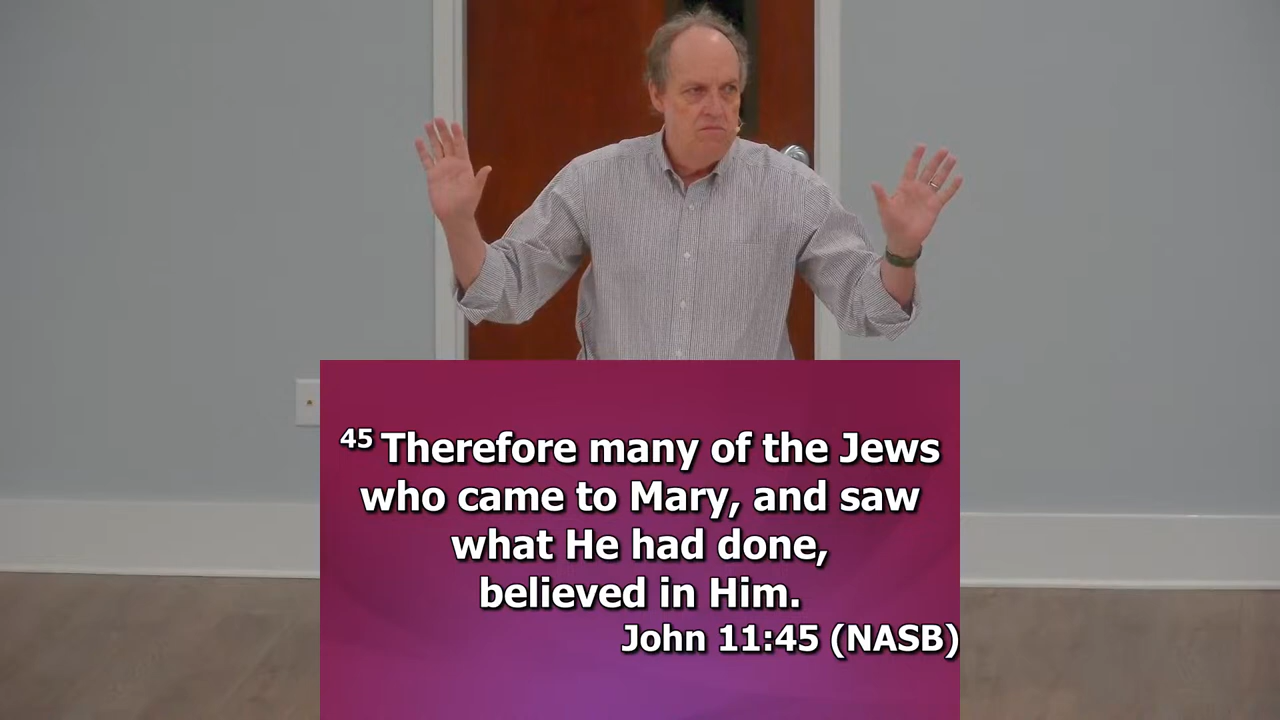 45 Therefore many of the Jews
who came to Mary, and saw
what He had done,
believed in Him.
John 11:45 (NASB)